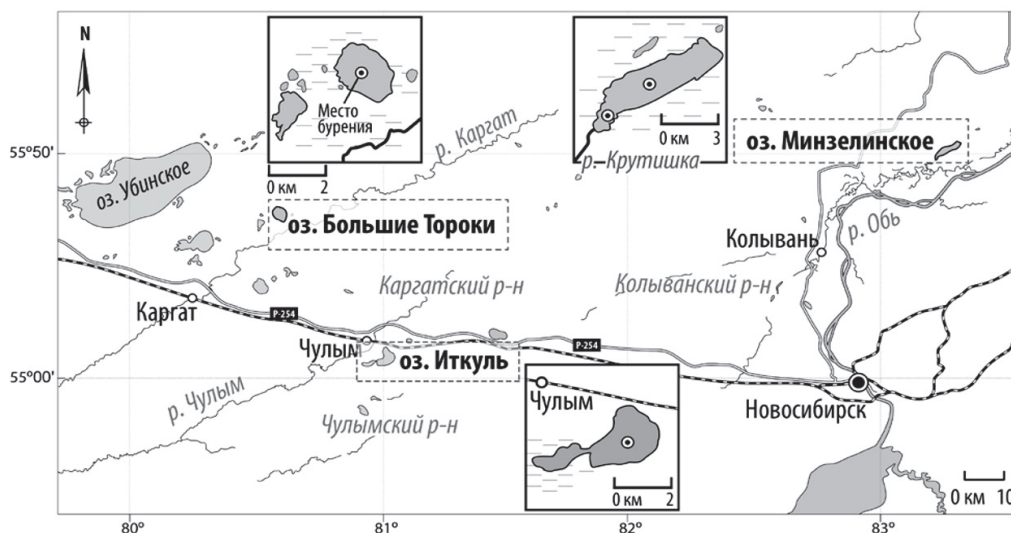 N
Место
бурения
0 км 2
0 км 3
р. Каргат
р. Крутишка
оз. Минзелинское
55°50'
оз. Убинское
оз. Большие Тороки
Колывань
р. Обь
Каргатский р-н
Колыванский р-н
Каргат
Р-254
Чулым
Р-254
оз. Иткуль
55°00'
р. Чулым
Чулым
Новосибирск
Чулымский р-н
0 км 2
0 км 10
80°
81°
82°
83°